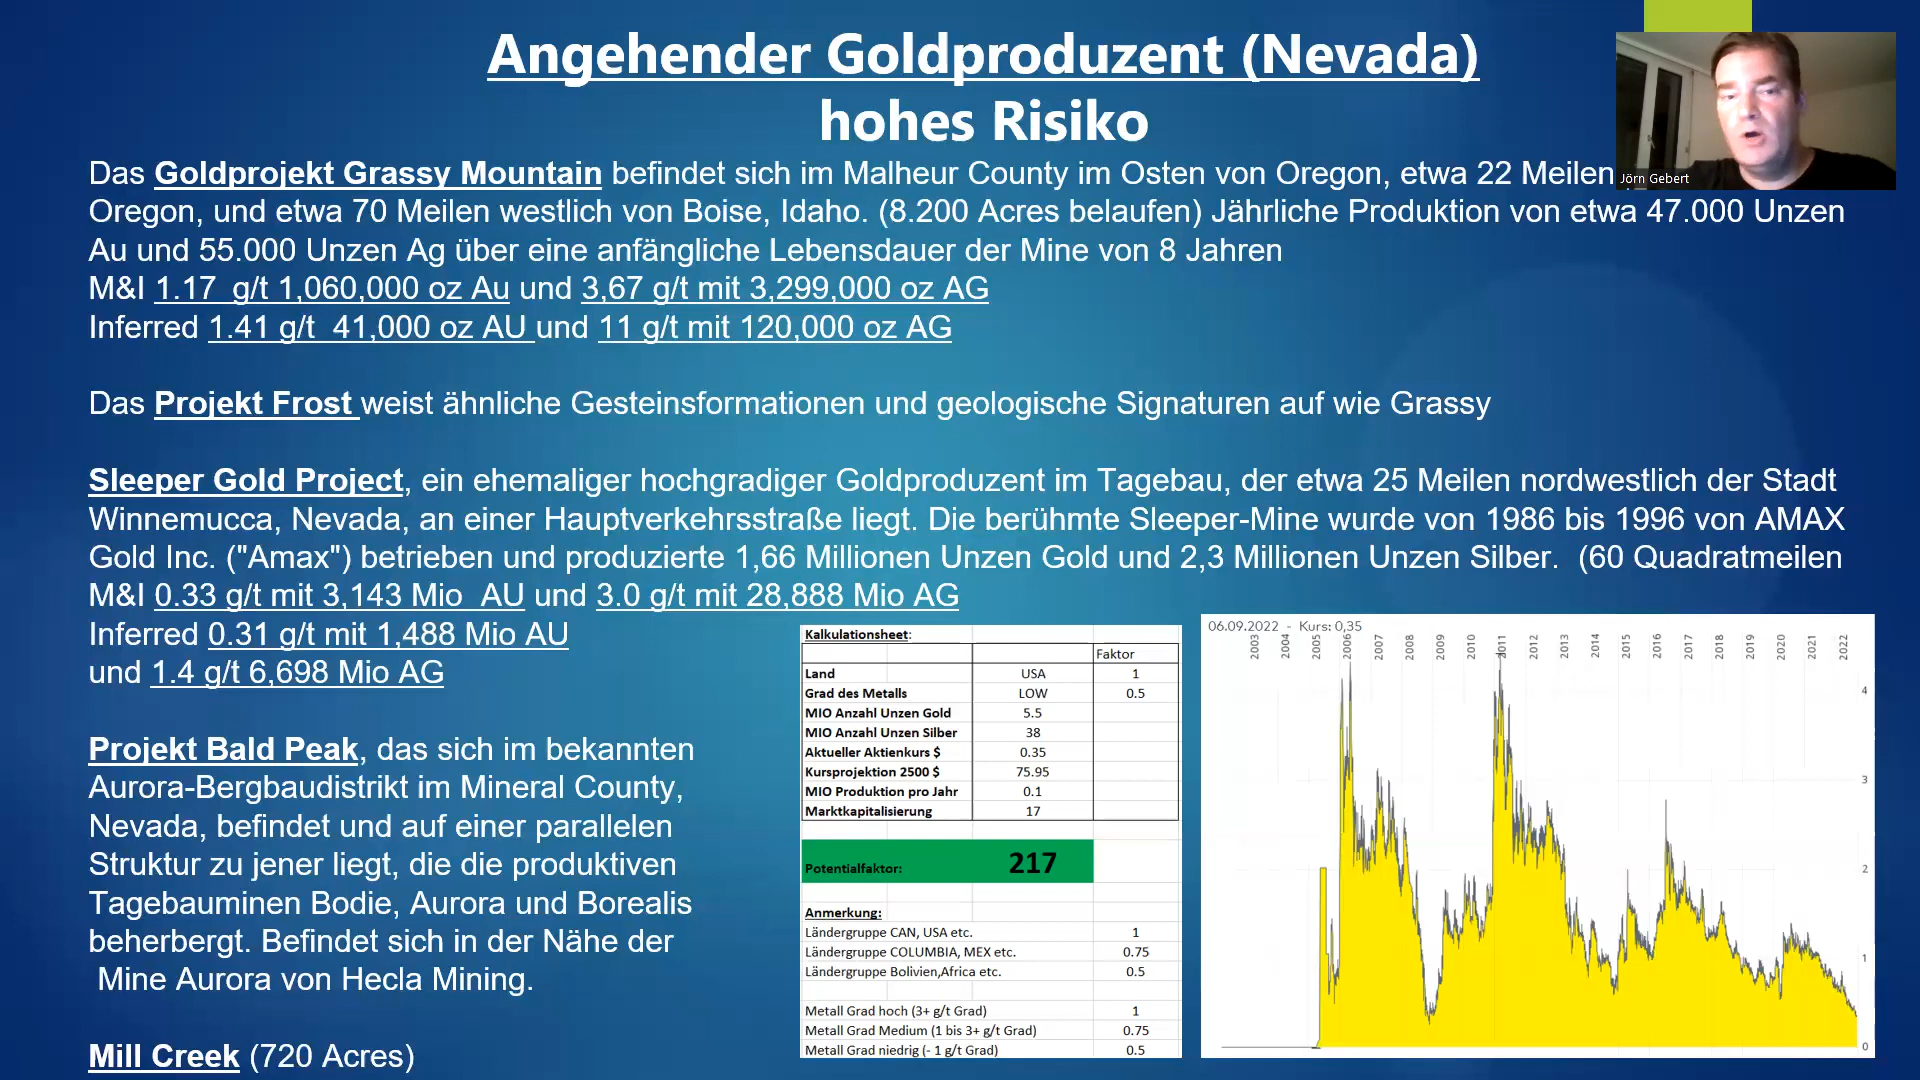 Angehender Goldproduzent (Nevada)
hohes Risiko
Jörn Gebert
Das Goldprojekt Grassy Mountain befindet sich im Malheur County im Osten von Oregon, etwa 22 Meilen
Oregon, und etwa 70 Meilen westlich von Boise, Idaho. (8.200 Acres belaufen) Jährliche Produktion von etwa 47.000 Unzen
Au und 55.000 Unzen Ag über eine anfängliche Lebensdauer der Mine von 8 Jahren
M&I 1.17 g/t 1,060,000 oz Au und 3,67 g/t mit 3,299,000 oz AG
Inferred 1.41 g/t 41,000 oz AU und 11 g/t mit 120,000 oz AG
Das Projekt Frost weist ähnliche Gesteinsformationen und geologische Signaturen auf wie Grassy
Sleeper Gold Project, ein ehemaliger hochgradiger Goldproduzent im Tagebau, der etwa 25 Meilen nordwestlich der Stadt
Winnemucca, Nevada, an einer Hauptverkehrsstraße liegt. Die berühmte Sleeper-Mine wurde von 1986 bis 1996 von AMAX
Gold Inc. ("Amax") betrieben und produzierte 1,66 Millionen Unzen Gold und 2,3 Millionen Unzen Silber. (60 Quadratmeilen
M&I 0.33 g/t mit 3,143 Mio AU und 3.0 g/t mit 28,888 Mio AG
Inferred 0.31 g/t mit 1,488 Mio AU
und 1.4 g/t 6,698 Mio AG
Projekt Bald Peak, das sich im bekannten
Aurora-Bergbaudistrikt im Mineral County,
Nevada, befindet und auf einer parallelen
Struktur zu jener liegt, die die produktiven
Tagebauminen Bodie, Aurora und Borealis
beherbergt. Befindet sich in der Nähe der
Mine Aurora von Hecla Mining.
Mill Creek (720 Acres)
Kalkulationsheet:
Faktor
Land USA 1
Grad des Metalls LOW 0.5
MIO Anzahl Unzen Gold 5.5
MIO Anzahl Unzen Silber 38
Aktueller Aktienkurs $ 0.35
Kursprojektion 2500 $ 75.95
MIO Produktion pro Jahr 0.1
Marktkapitalisierung 17
Potentialfaktor: 217
Anmerkung:
Ländergruppe CAN, USA etc. 1
Ländergruppe COLUMBIA, MEX etc. 0.75
Ländergruppe Bolivien,Africa etc. 0.5
Metall Grad hoch (3+ g/t Grad) 1
Metall Grad Medium (1 bis 3+ g/t Grad) 0.75
Metall Grad niedrig (- 1 g/t Grad) 0.5
06.09.2022 - Kurs: 0,35
2003 2004 2005 2006 2007 2008 2009 2010 2011 2012 2013 2014 2015 2016 2017 2018 2019 2020 2021 2022
4
3
2
1
0